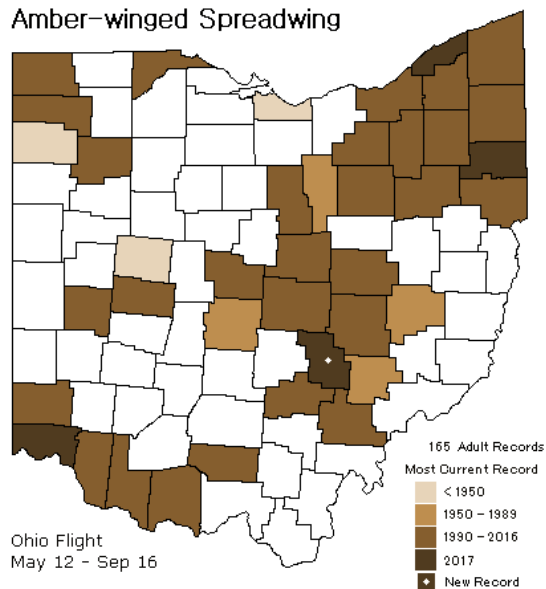 Amber-winged Spreadwing
165 Adult Records
Most Current Record
< 1950
1950 - 1989
1990 - 2016
2017
New Record
Ohio Flight
May 12 - Sep 16